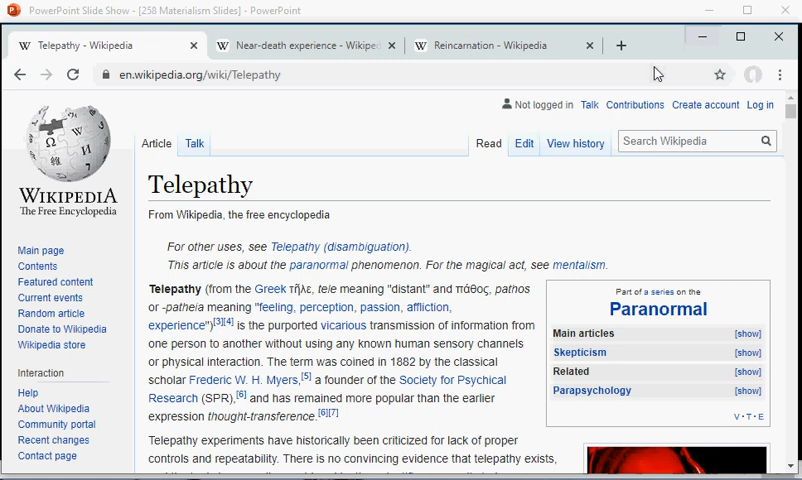 PowerPoint Slide Show - [258 Materialism Slides] - PowerPoint
Telepathy - Wikipedia
Near-death experience - Wikiped
Reincarnation - Wikipedia
en.wikipedia.org/wiki/Telepathy
Not logged in Talk Contributions Create account Log in
Article Talk Read Edit View history Search Wikipedia
WIKIPEDIA
The Free Encyclopedia
Main page
Contents
Featured content
Current events
Random article
Donate to Wikipedia
Wikipedia store
Interaction
Help
About Wikipedia
Community portal
Recent changes
Contact page
Telepathy
From Wikipedia, the free encyclopedia
For other uses, see Telepathy (disambiguation).
This article is about the paranormal phenomenon. For the magical act, see mentalism.
Telepathy (from the Greek τῆλε, tele meaning "distant" and πάθος, pathos
or -patheia meaning "feeling, perception, passion, affliction,
experience")[3][4] is the purported vicarious transmission of information from
one person to another without using any known human sensory channels
or physical interaction. The term was coined in 1882 by the classical
scholar Frederic W. H. Myers,[5] a founder of the Society for Psychical
Research (SPR),[6] and has remained more popular than the earlier
expression thought-transference.[6][7]
Telepathy experiments have historically been criticized for lack of proper
controls and repeatability. There is no convincing evidence that telepathy exists,
Part of a series on the
Paranormal
Main articles [show]
Skepticism [show]
Related [show]
Parapsychology [show]
V·T·E